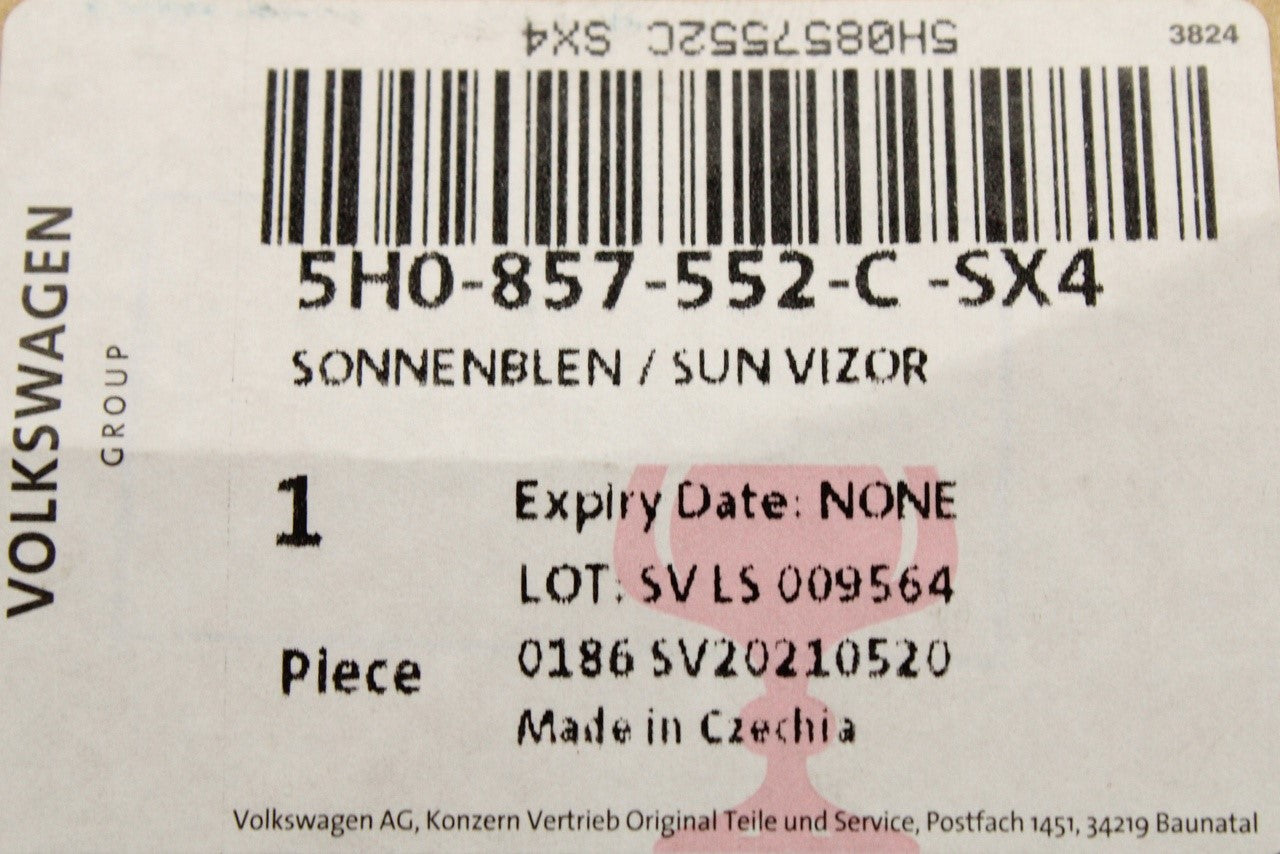 5H0857552C SX4
3824
5H0-857-552-C -SX4
SONNENBLEN / SUN VIZOR
VOLKSWAGEN
GROUP
1
Piece
Expiry Date: NONE
LOT: SV LS 009564
0186 SV20210520
Made in Czechia
Volkswagen AG, Konzern Vertrieb Original Teile und Service, Postfach 1451, 34219 Baunatal